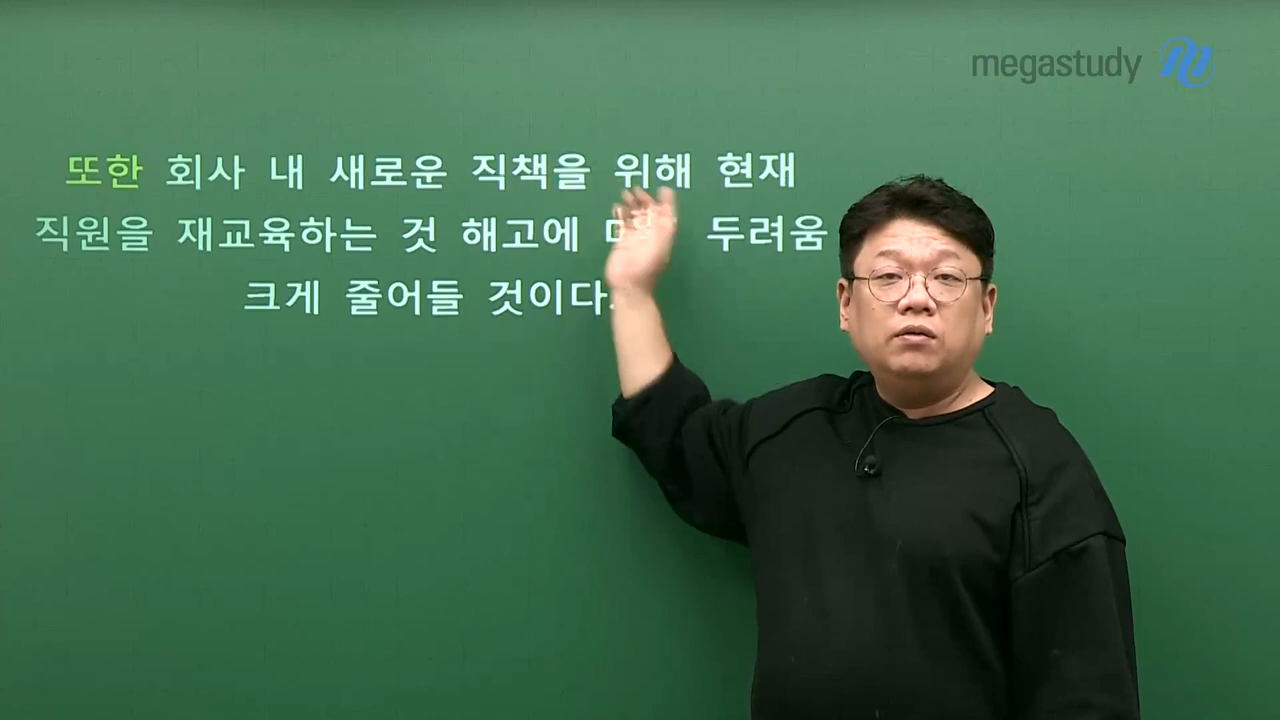 megastudy
또한 회사 내 새로운 직책을 위해 현재
직원을 재교육하는 것 해고에 두려움
크게 줄어들 것이다.